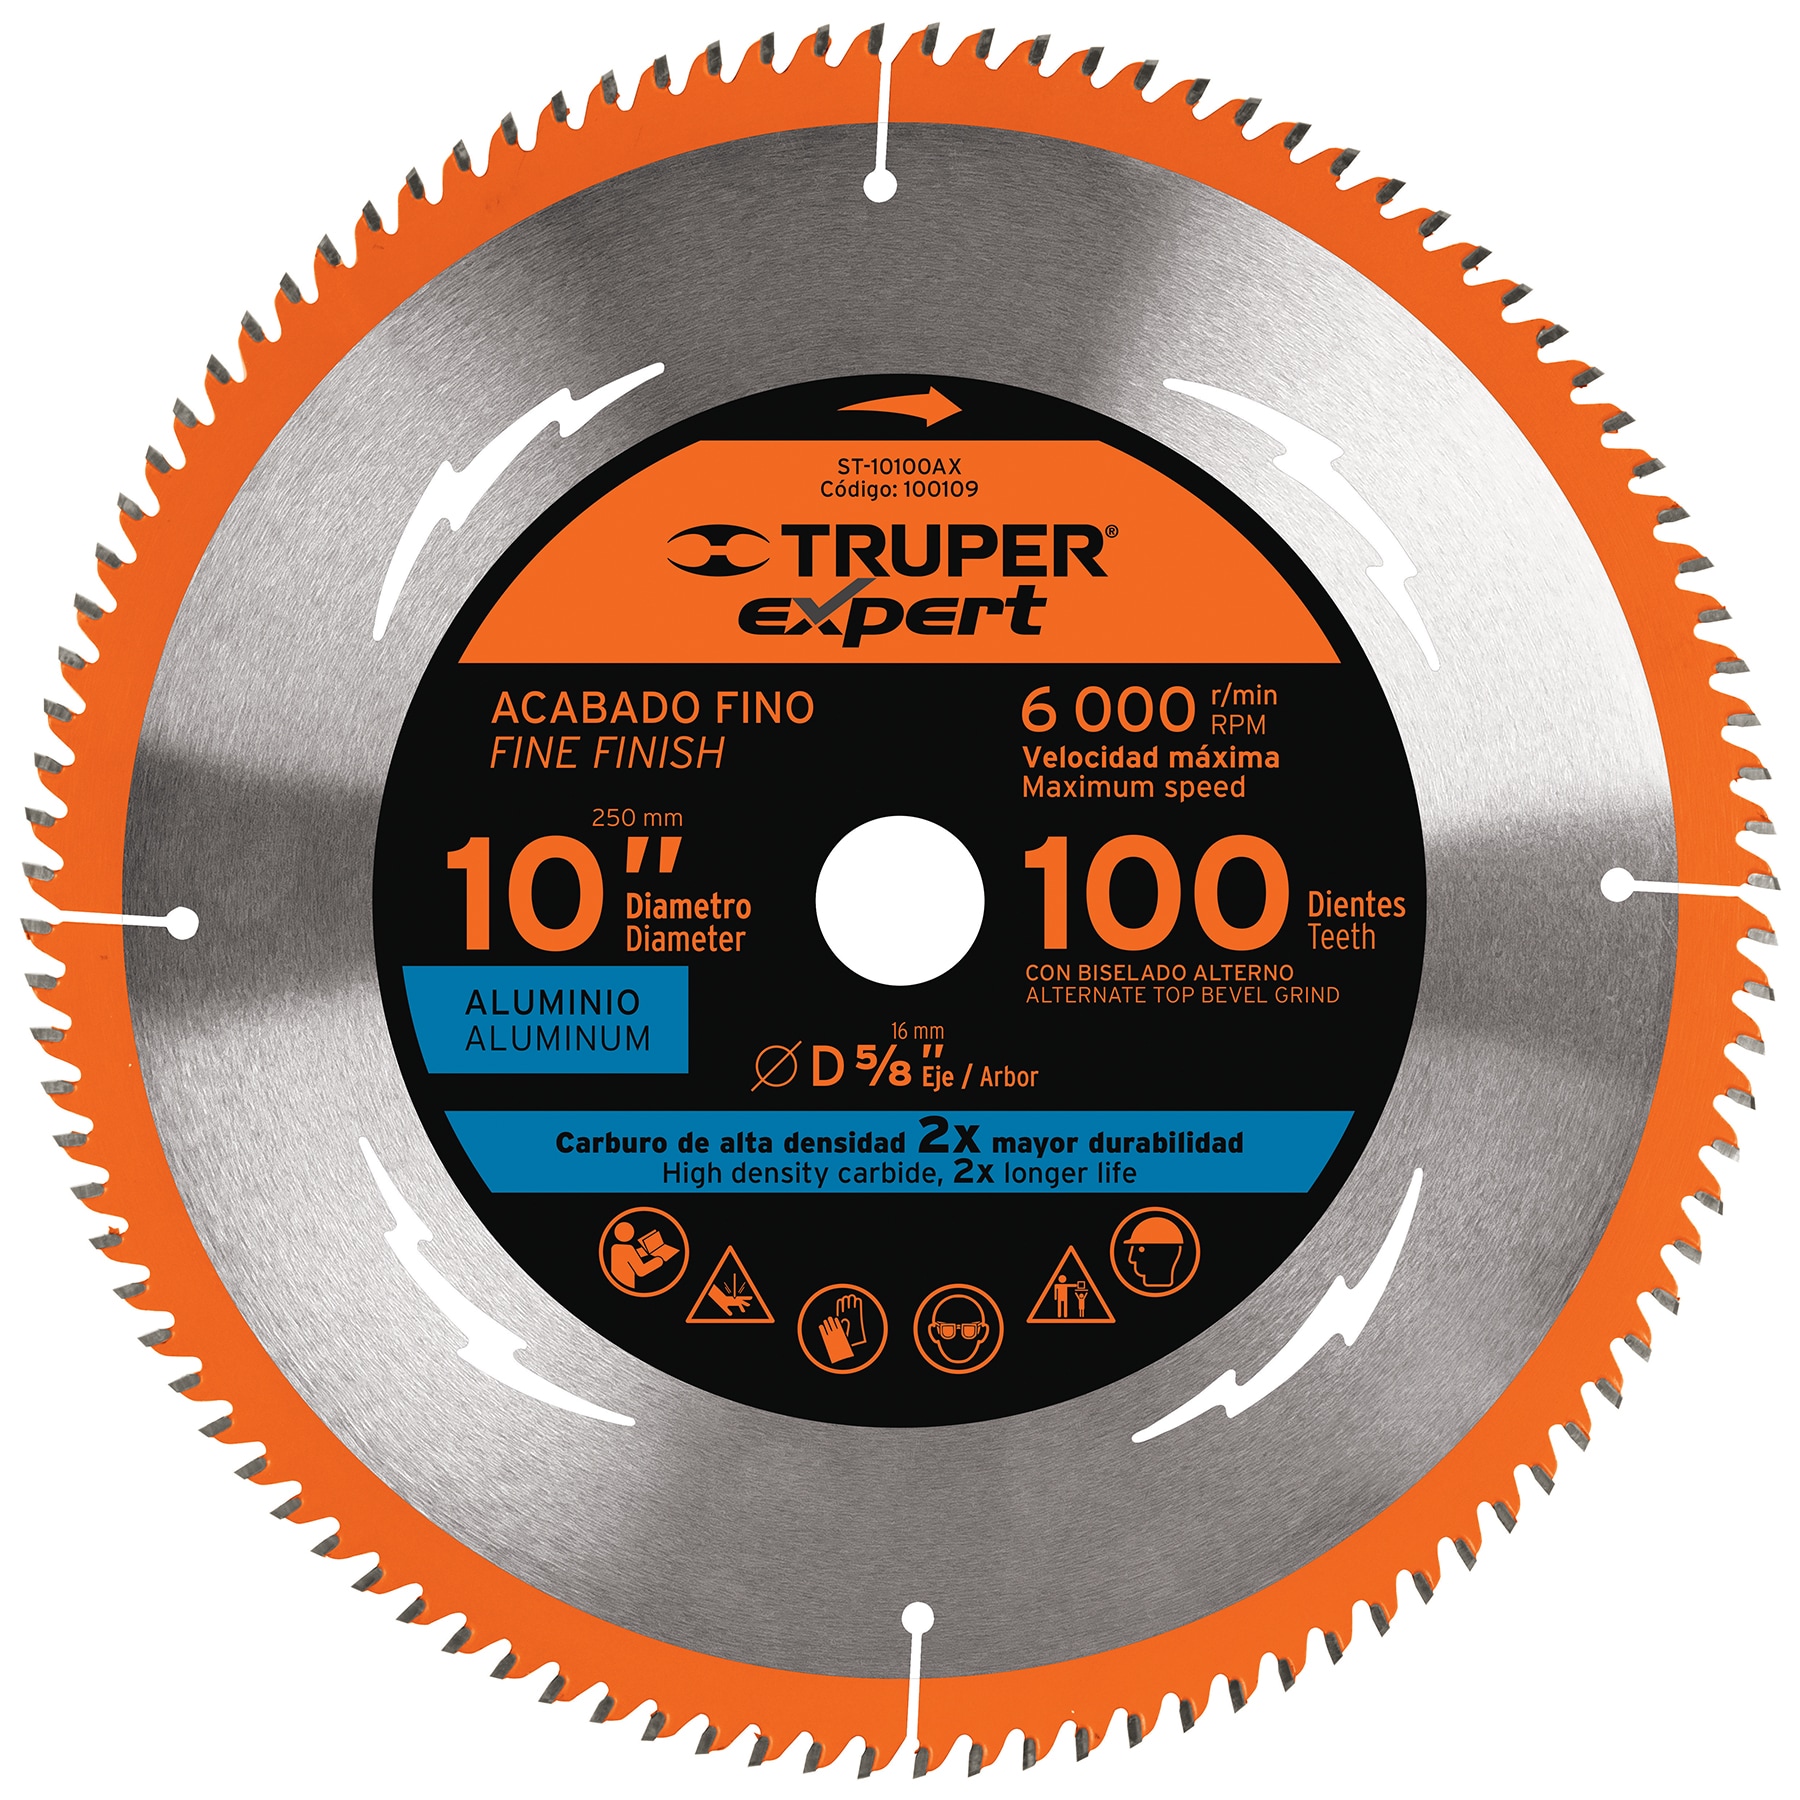 ST-10100AX
Código: 100109
TRUPER®
expert
ACABADO FINO
FINE FINISH
6 000 r/min
RPM
Velocidad máxima
Maximum speed
250 mm
10"
Diametro
Diameter
100 Dientes
Teeth
CON BISELADO ALTERNO
ALTERNATE TOP BEVEL GRIND
ALUMINIO
ALUMINUM
16 mm
Ø D 5/8" Eje / Arbor
Carburo de alta densidad 2x mayor durabilidad
High density carbide, 2x longer life